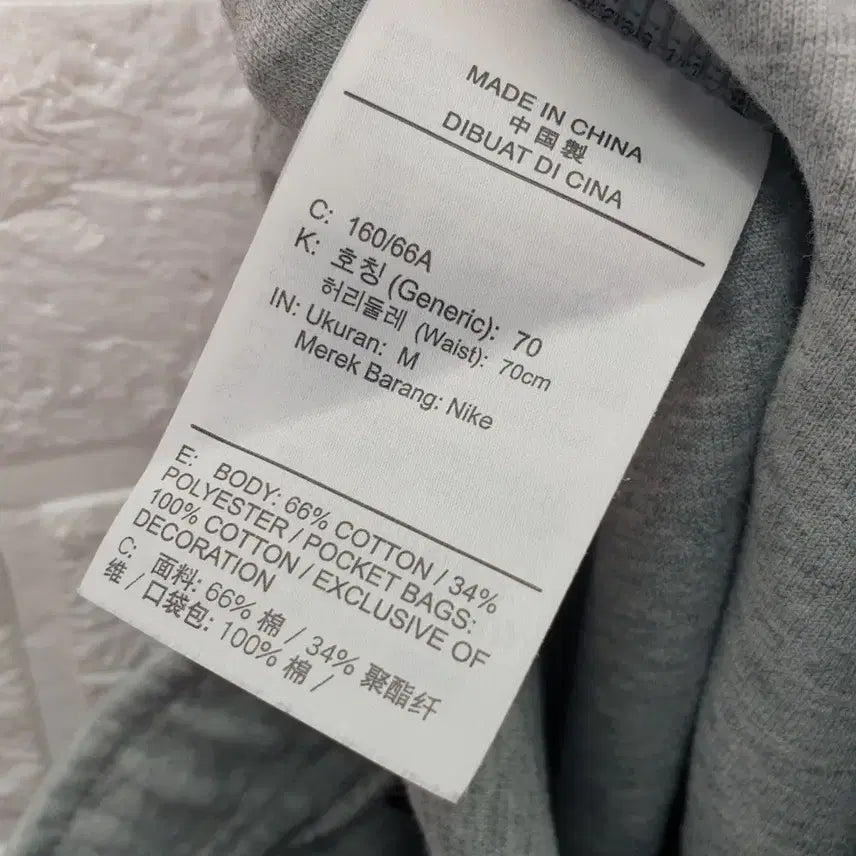 MADE IN CHINA
中国製
DIBUAT DI CINA
C: 160/66A
K: 호칭 (Generic): 70
허리둘레 (Waist): 70cm
IN: Ukuran: M
Merek Barang: Nike
E: BODY: 66% COTTON / 34%
POLYESTER / POCKET BAGS:
100% COTTON / EXCLUSIVE OF
DECORATION
C: 面料: 66% 棉 / 34% 聚酯纤
维 / 口袋包: 100% 棉 /